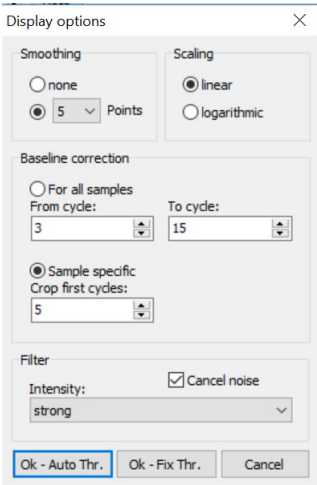 Display options
Smoothing
none
5 Points
Scaling
linear
logarithmic
Baseline correction
For all samples
From cycle: To cycle:
3 15
Sample specific
Crop first cycles:
5
Filter
Cancel noise
Intensity:
strong
Ok - Auto Thr. Ok - Fix Thr. Cancel